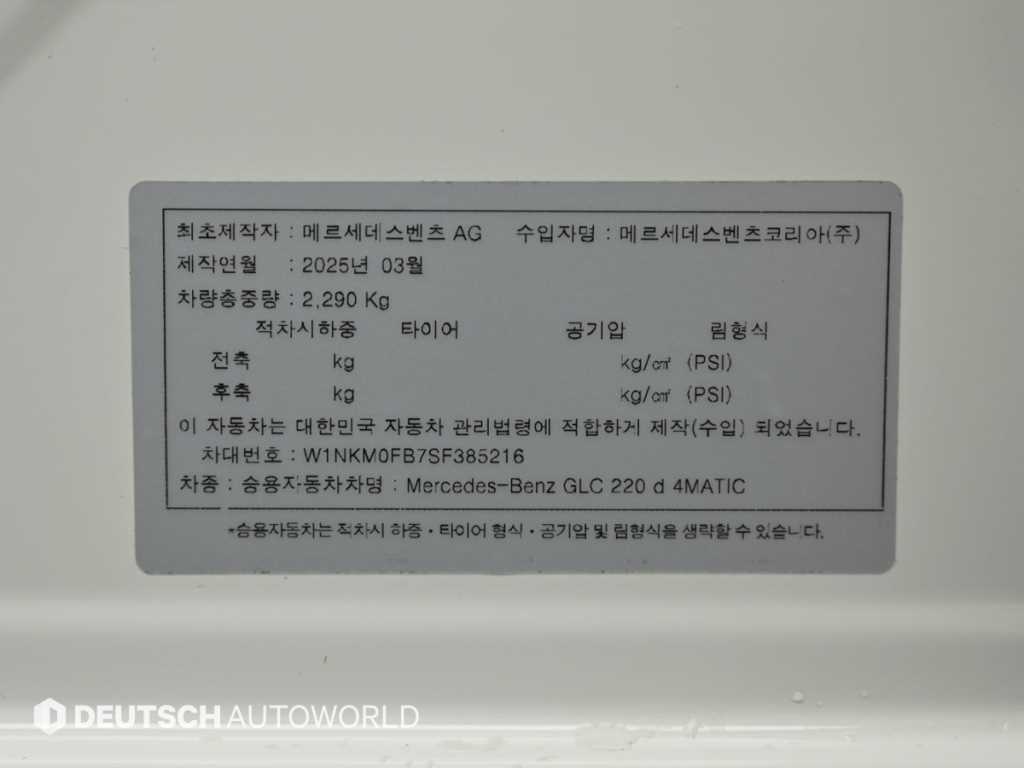 최초제작자 : 메르세데스벤츠 AG 수입자명 : 메르세데스벤츠코리아(주)
제작연월 : 2025년 03월
차량총중량 : 2,290 Kg
적차시하중 타이어 공기압 림형식
전축 kg kg/㎠ (PSI)
후축 kg kg/㎠ (PSI)
이 자동차는 대한민국 자동차 관리법령에 적합하게 제작(수입) 되었습니다.
차대번호 : W1NKM0FB7SF385216
차종 : 승용자동차차명 : Mercedes-Benz GLC 220 d 4MATIC
*승용자동차는 적차시 하중・타이어 형식・공기압 및 림형식을 생략할 수 있습니다.
DEUTSCH AUTOWORLD